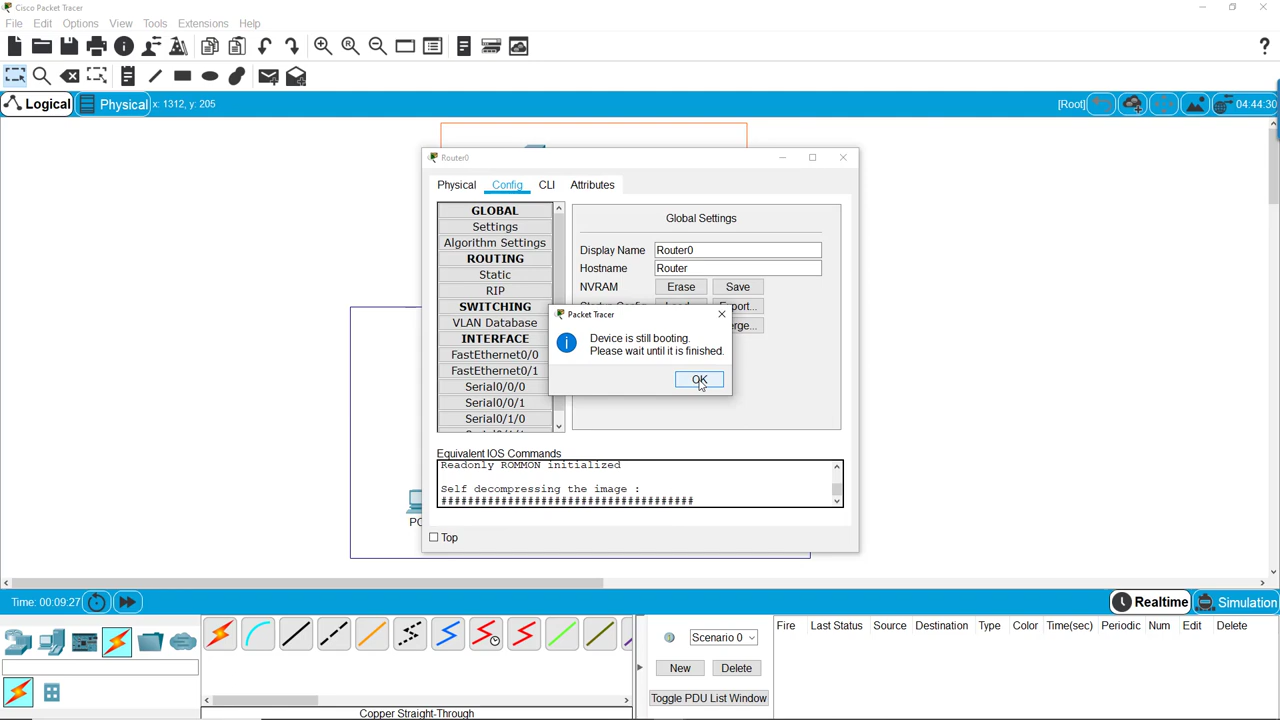 Cisco Packet Tracer
File Edit Options View Tools Extensions Help
Logical Physical x: 1312, y: 205 [Root] 04:44:30
Router0
Physical Config CLI Attributes
GLOBAL
Settings
Algorithm Settings
ROUTING
Static
RIP
SWITCHING
VLAN Database
INTERFACE
FastEthernet0/0
FastEthernet0/1
Serial0/0/0
Serial0/0/1
Serial0/1/0
Global Settings
Display Name Router0
Hostname Router
NVRAM Erase Save
Export...
Packet Tracer
Device is still booting.
Please wait until it is finished.
OK
Equivalent IOS Commands
Readonly ROMMON initialized
Self decompressing the image :
######################################
Top
PC
Time: 00:09:27 Realtime Simulation
Scenario 0
New Delete
Toggle PDU List Window
Fire Last Status Source Destination Type Color Time(sec) Periodic Num Edit Delete
Copper Straight-Through